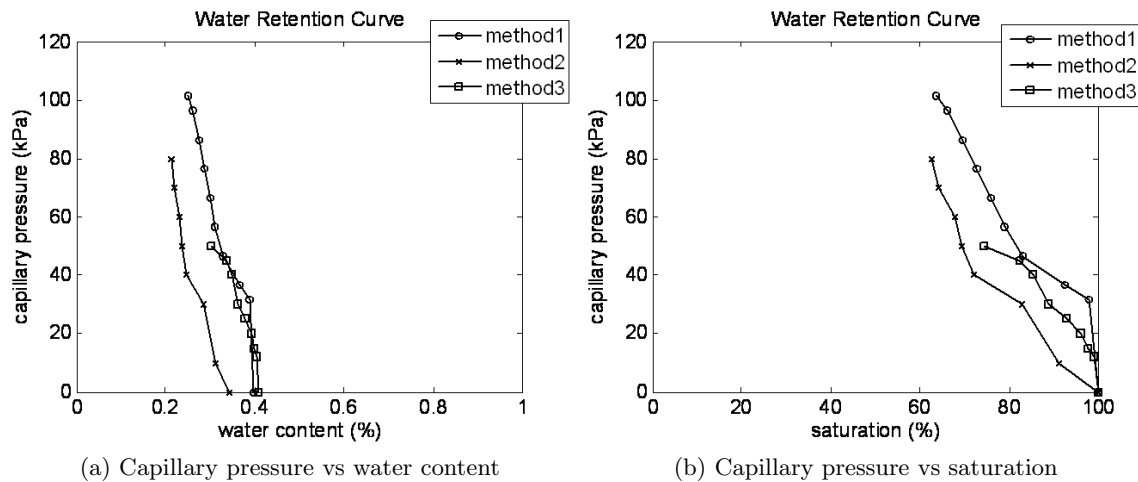 Water Retention Curve
method1
method2
method3
120
100
80
60
40
20
0
capillary pressure (kPa)
0 0.2 0.4 0.6 0.8 1
water content (%)
(a) Capillary pressure vs water content
Water Retention Curve
method1
method2
method3
120
100
80
60
40
20
0
capillary pressure (kPa)
0 20 40 60 80 100
saturation (%)
(b) Capillary pressure vs saturation